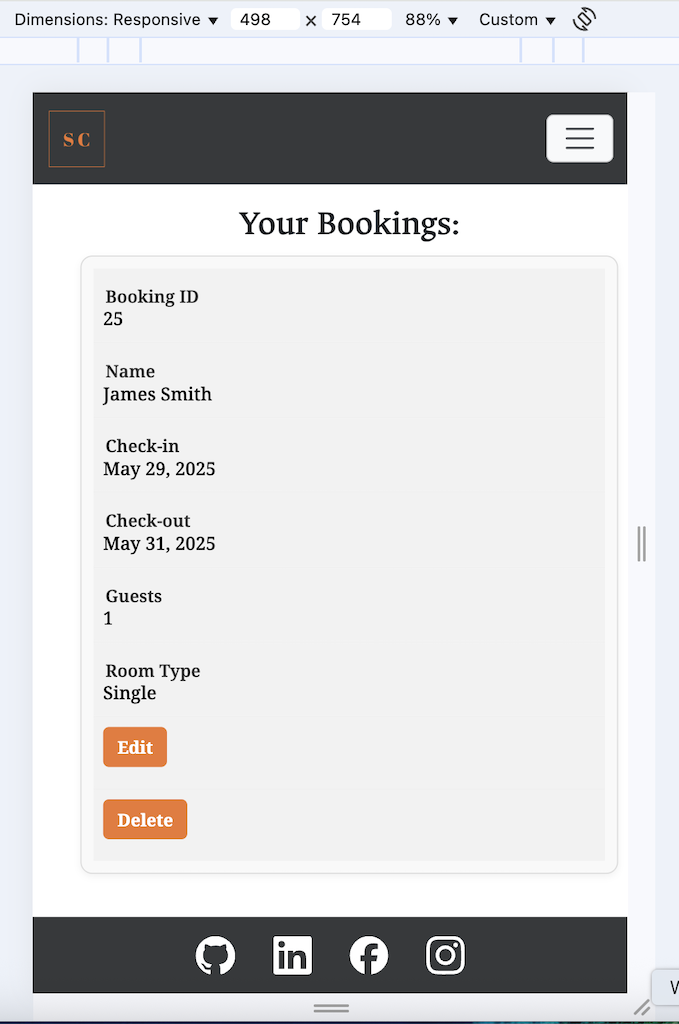 Dimensions: Responsive ▼ 498 × 754 88% ▼ Custom ▼
S C
Your Bookings:
Booking ID
25
Name
James Smith
Check-in
May 29, 2025
Check-out
May 31, 2025
Guests
1
Room Type
Single
Edit
Delete
in